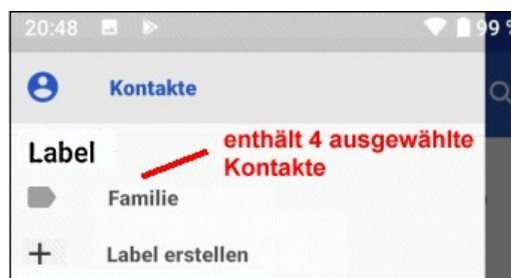 20:48 99 %
Kontakte
Label
enthält 4 ausgewählte
Kontakte
Familie
Label erstellen